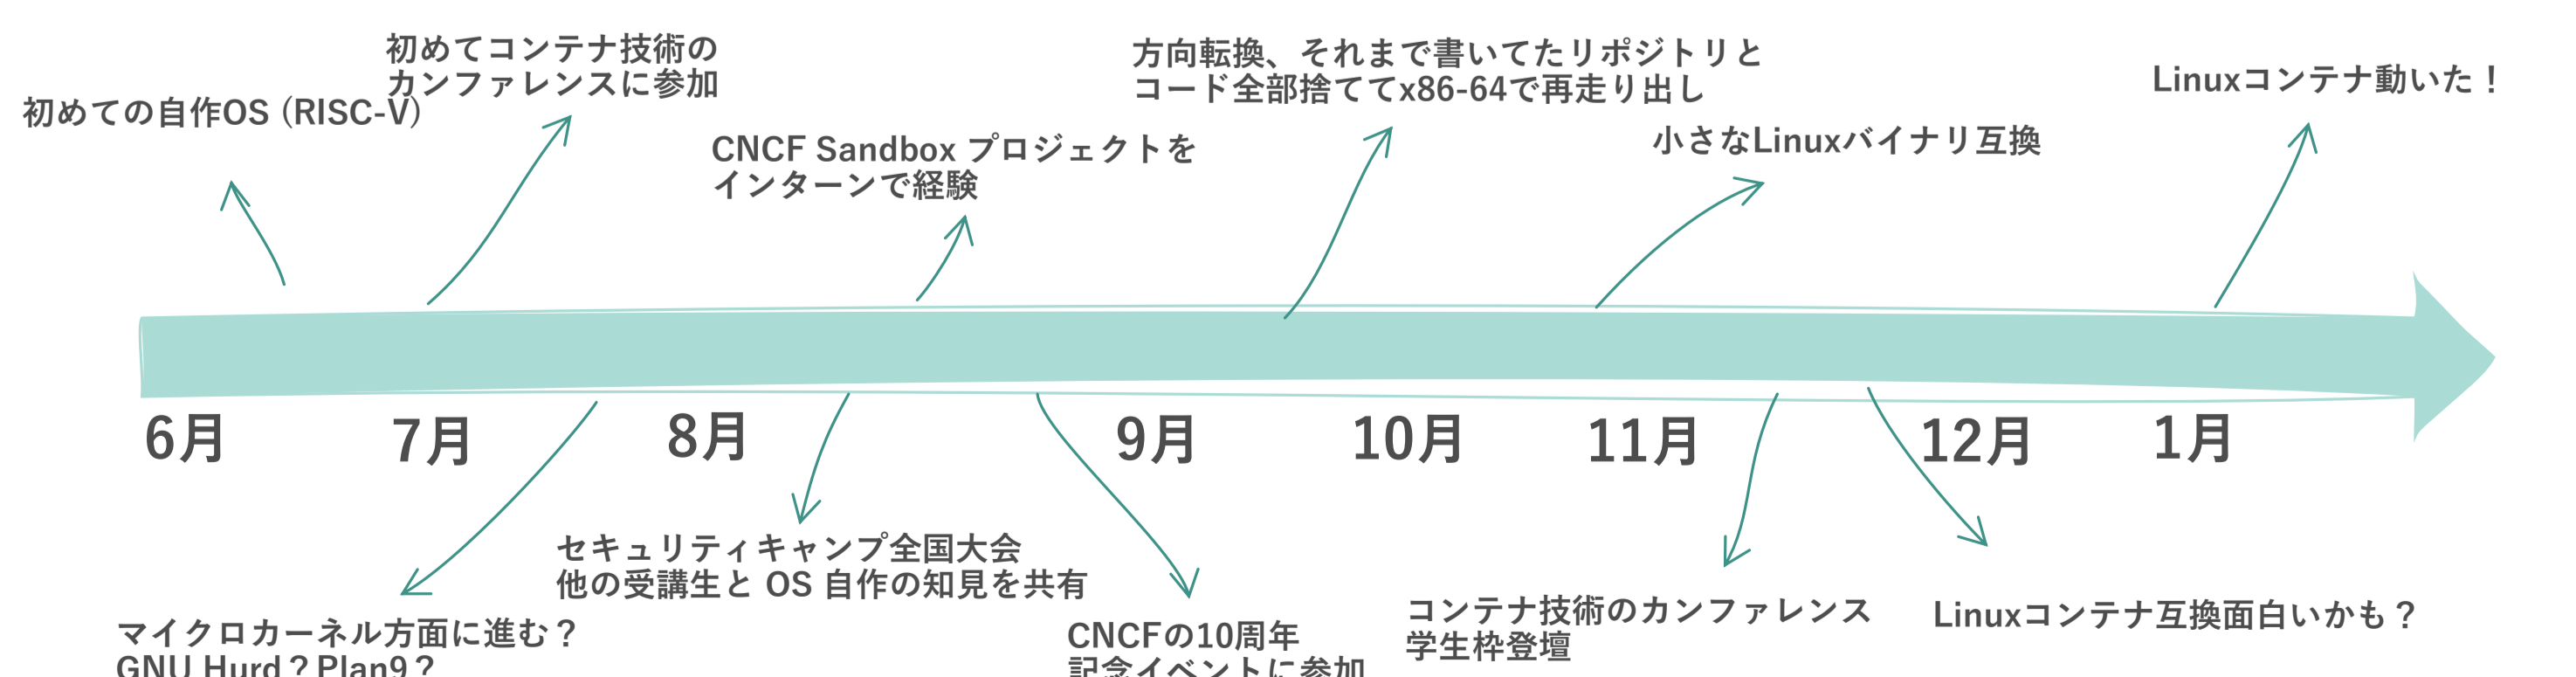 初めての自作OS (RISC-V)
初めてコンテナ技術の
カンファレンスに参加
CNCF Sandbox プロジェクトを
インターンで経験
方向転換、それまで書いてたリポジトリと
コード全部捨ててx86-64で再走り出し
小さなLinuxバイナリ互換
Linuxコンテナ動いた！
6月
7月
8月
9月
10月
11月
12月
1月
マイクロカーネル方面に進む？
GNU Hurd？Plan9？
セキュリティキャンプ全国大会
他の受講生と OS 自作の知見を共有
CNCFの10周年
記念イベントに参加
コンテナ技術のカンファレンス
学生枠登壇
Linuxコンテナ互換面白いかも？